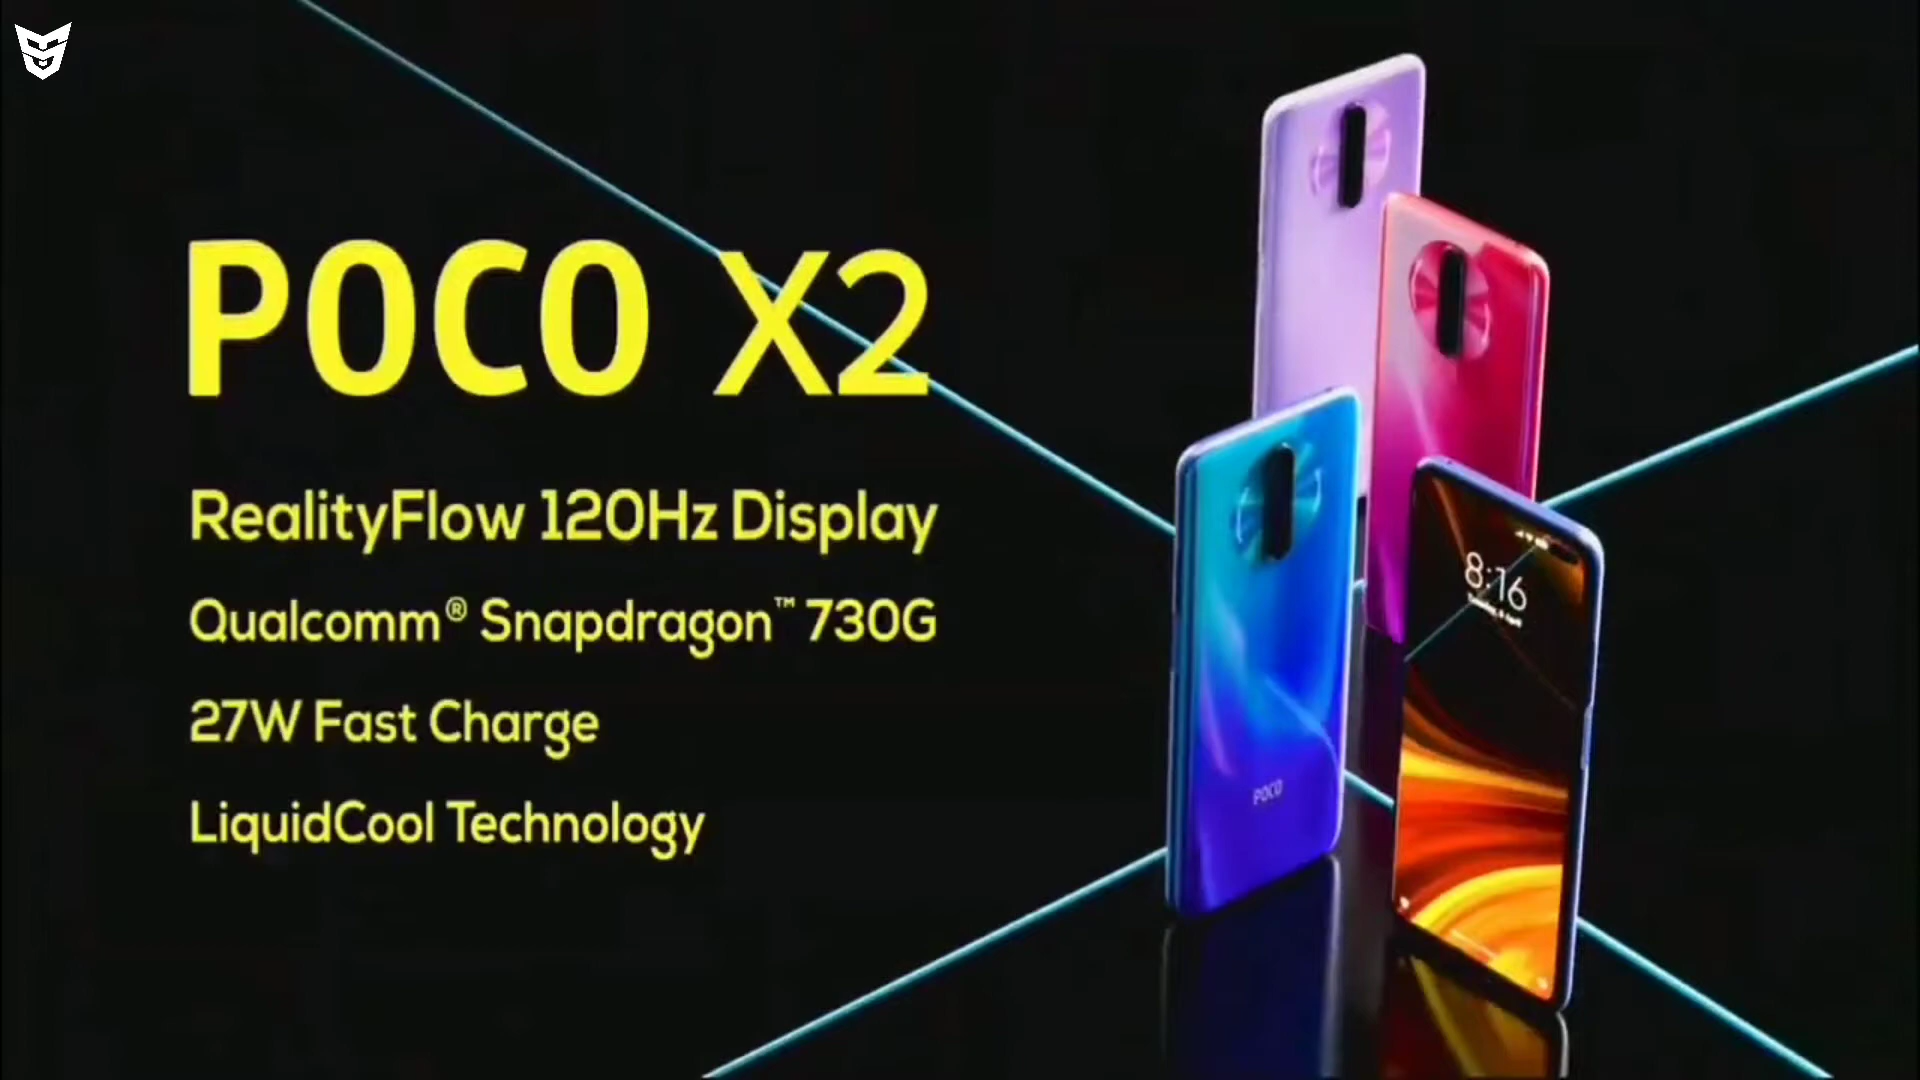 POCO X2
RealityFlow 120Hz Display
Qualcomm® Snapdragon™ 730G
27W Fast Charge
LiquidCool Technology
8:16
POCO